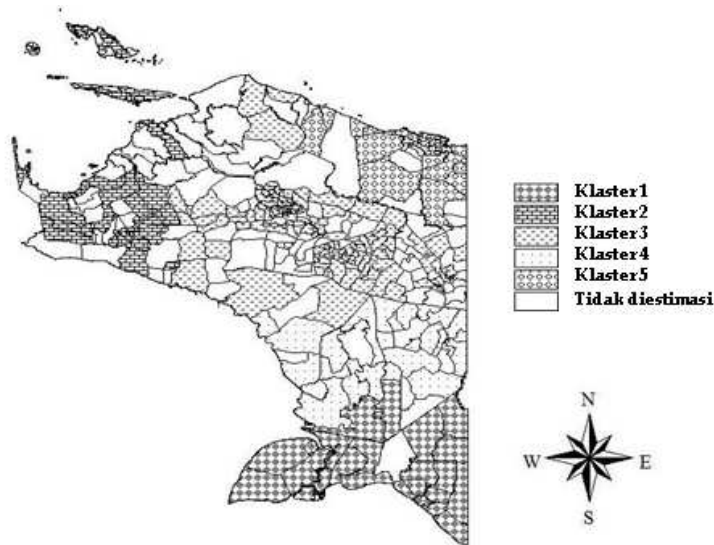 Klaster1
Klaster2
Klaster3
Klaster4
Klaster5
Tidak diestimasi
N
W E
S